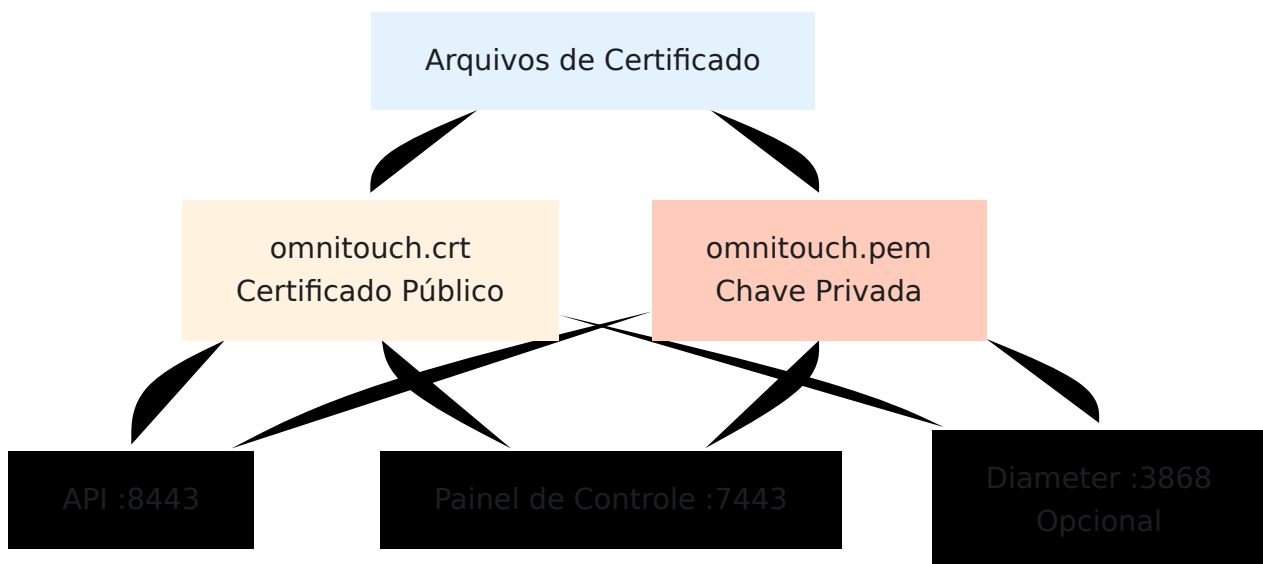 Arquivos de Certificado
omnitouch.crt
Certificado Público
omnitouch.pem
Chave Privada
API :8443
Painel de Controle :7443
Diameter :3868
Opcional